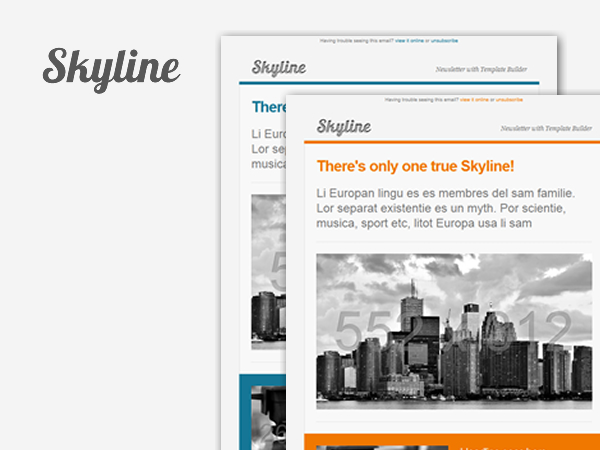 Skyline
Having trouble seeing this email? view it online or unsubscribe
Skyline
Newsletter with Template Builder
There
Li Euro
Lor sep
musica
Having trouble seeing this email? view it online or unsubscribe
Skyline
Newsletter with Template Builder
There's only one true Skyline!
Li Europan lingu es es membres del sam familie.
Lor separat existentie es un myth. Por scientie,
musica, sport etc, litot Europa usa li sam